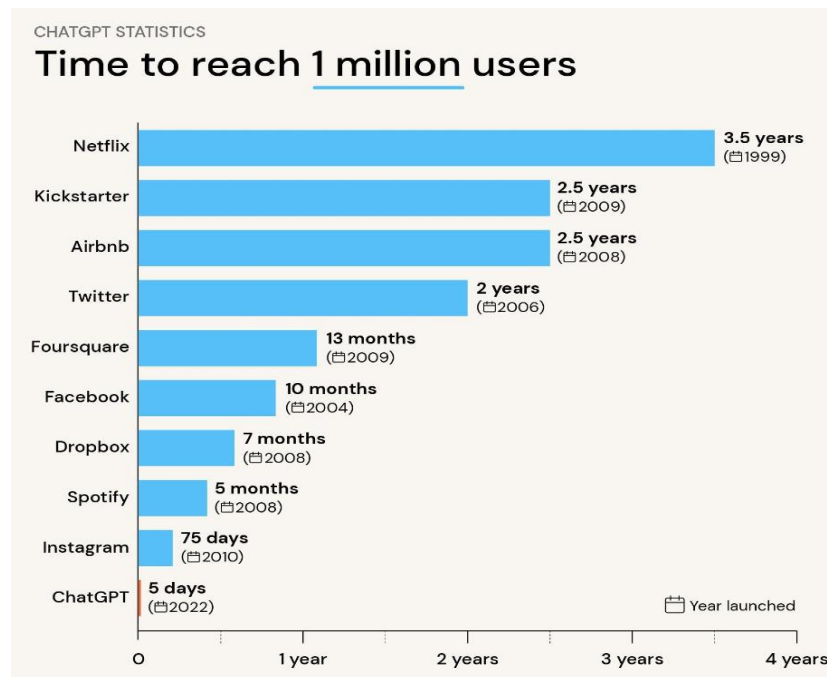 CHATGPT STATISTICS
Time to reach 1 million users
Netflix
3.5 years
(1999)
Kickstarter
2.5 years
(2009)
Airbnb
2.5 years
(2008)
Twitter
2 years
(2006)
Foursquare
13 months
(2009)
Facebook
10 months
(2004)
Dropbox
7 months
(2008)
Spotify
5 months
(2008)
Instagram
75 days
(2010)
ChatGPT
5 days
(2022)
Year launched
0 1 year 2 years 3 years 4 years